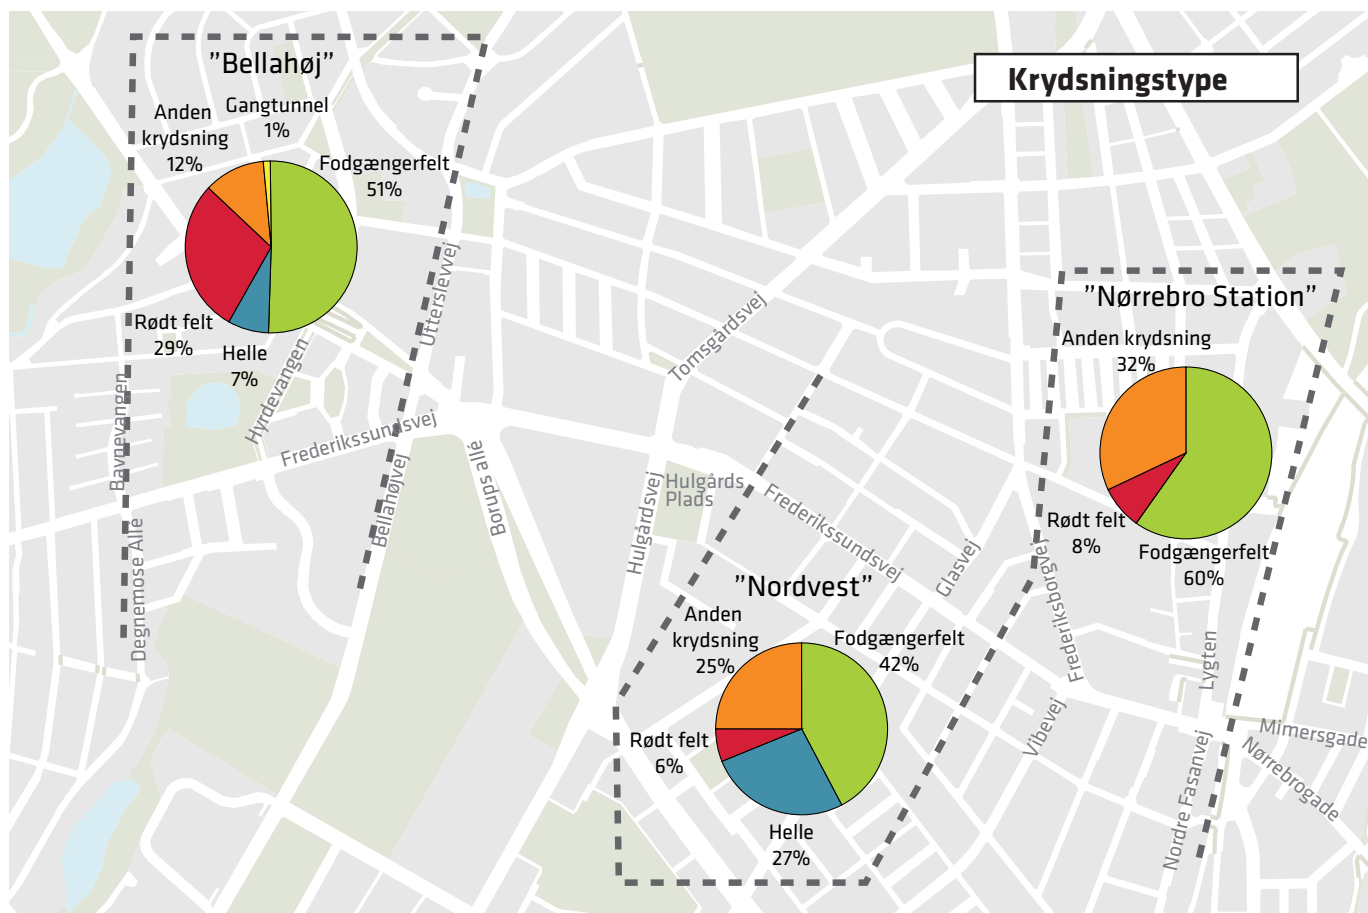 Krydsningstype
"Bellahøj"
Anden
krydsning
12%
Gangtunnel
1%
Fodgængerfelt
51%
Rødt felt
29%
Helle
7%
"Nørrebro Station"
Anden krydsning
32%
Rødt felt
8%
Fodgængerfelt
60%
"Nordvest"
Anden
krydsning
25%
Fodgængerfelt
42%
Rødt felt
6%
Helle
27%
Utterslevvej
Tomsgårdsvej
Hyrdevangen
Bavnevangen
Frederikssundsvej
Bellahøjvej
Borups allé
Degnemose Alle
Hulgårdsvej
Hulgårds
Plads
Frederikssundsvej
Glasvej
Frederiksborgvej
Vibevej
Lygten
Nordre Fasanvej
Mimersgade
Nørrebrogade